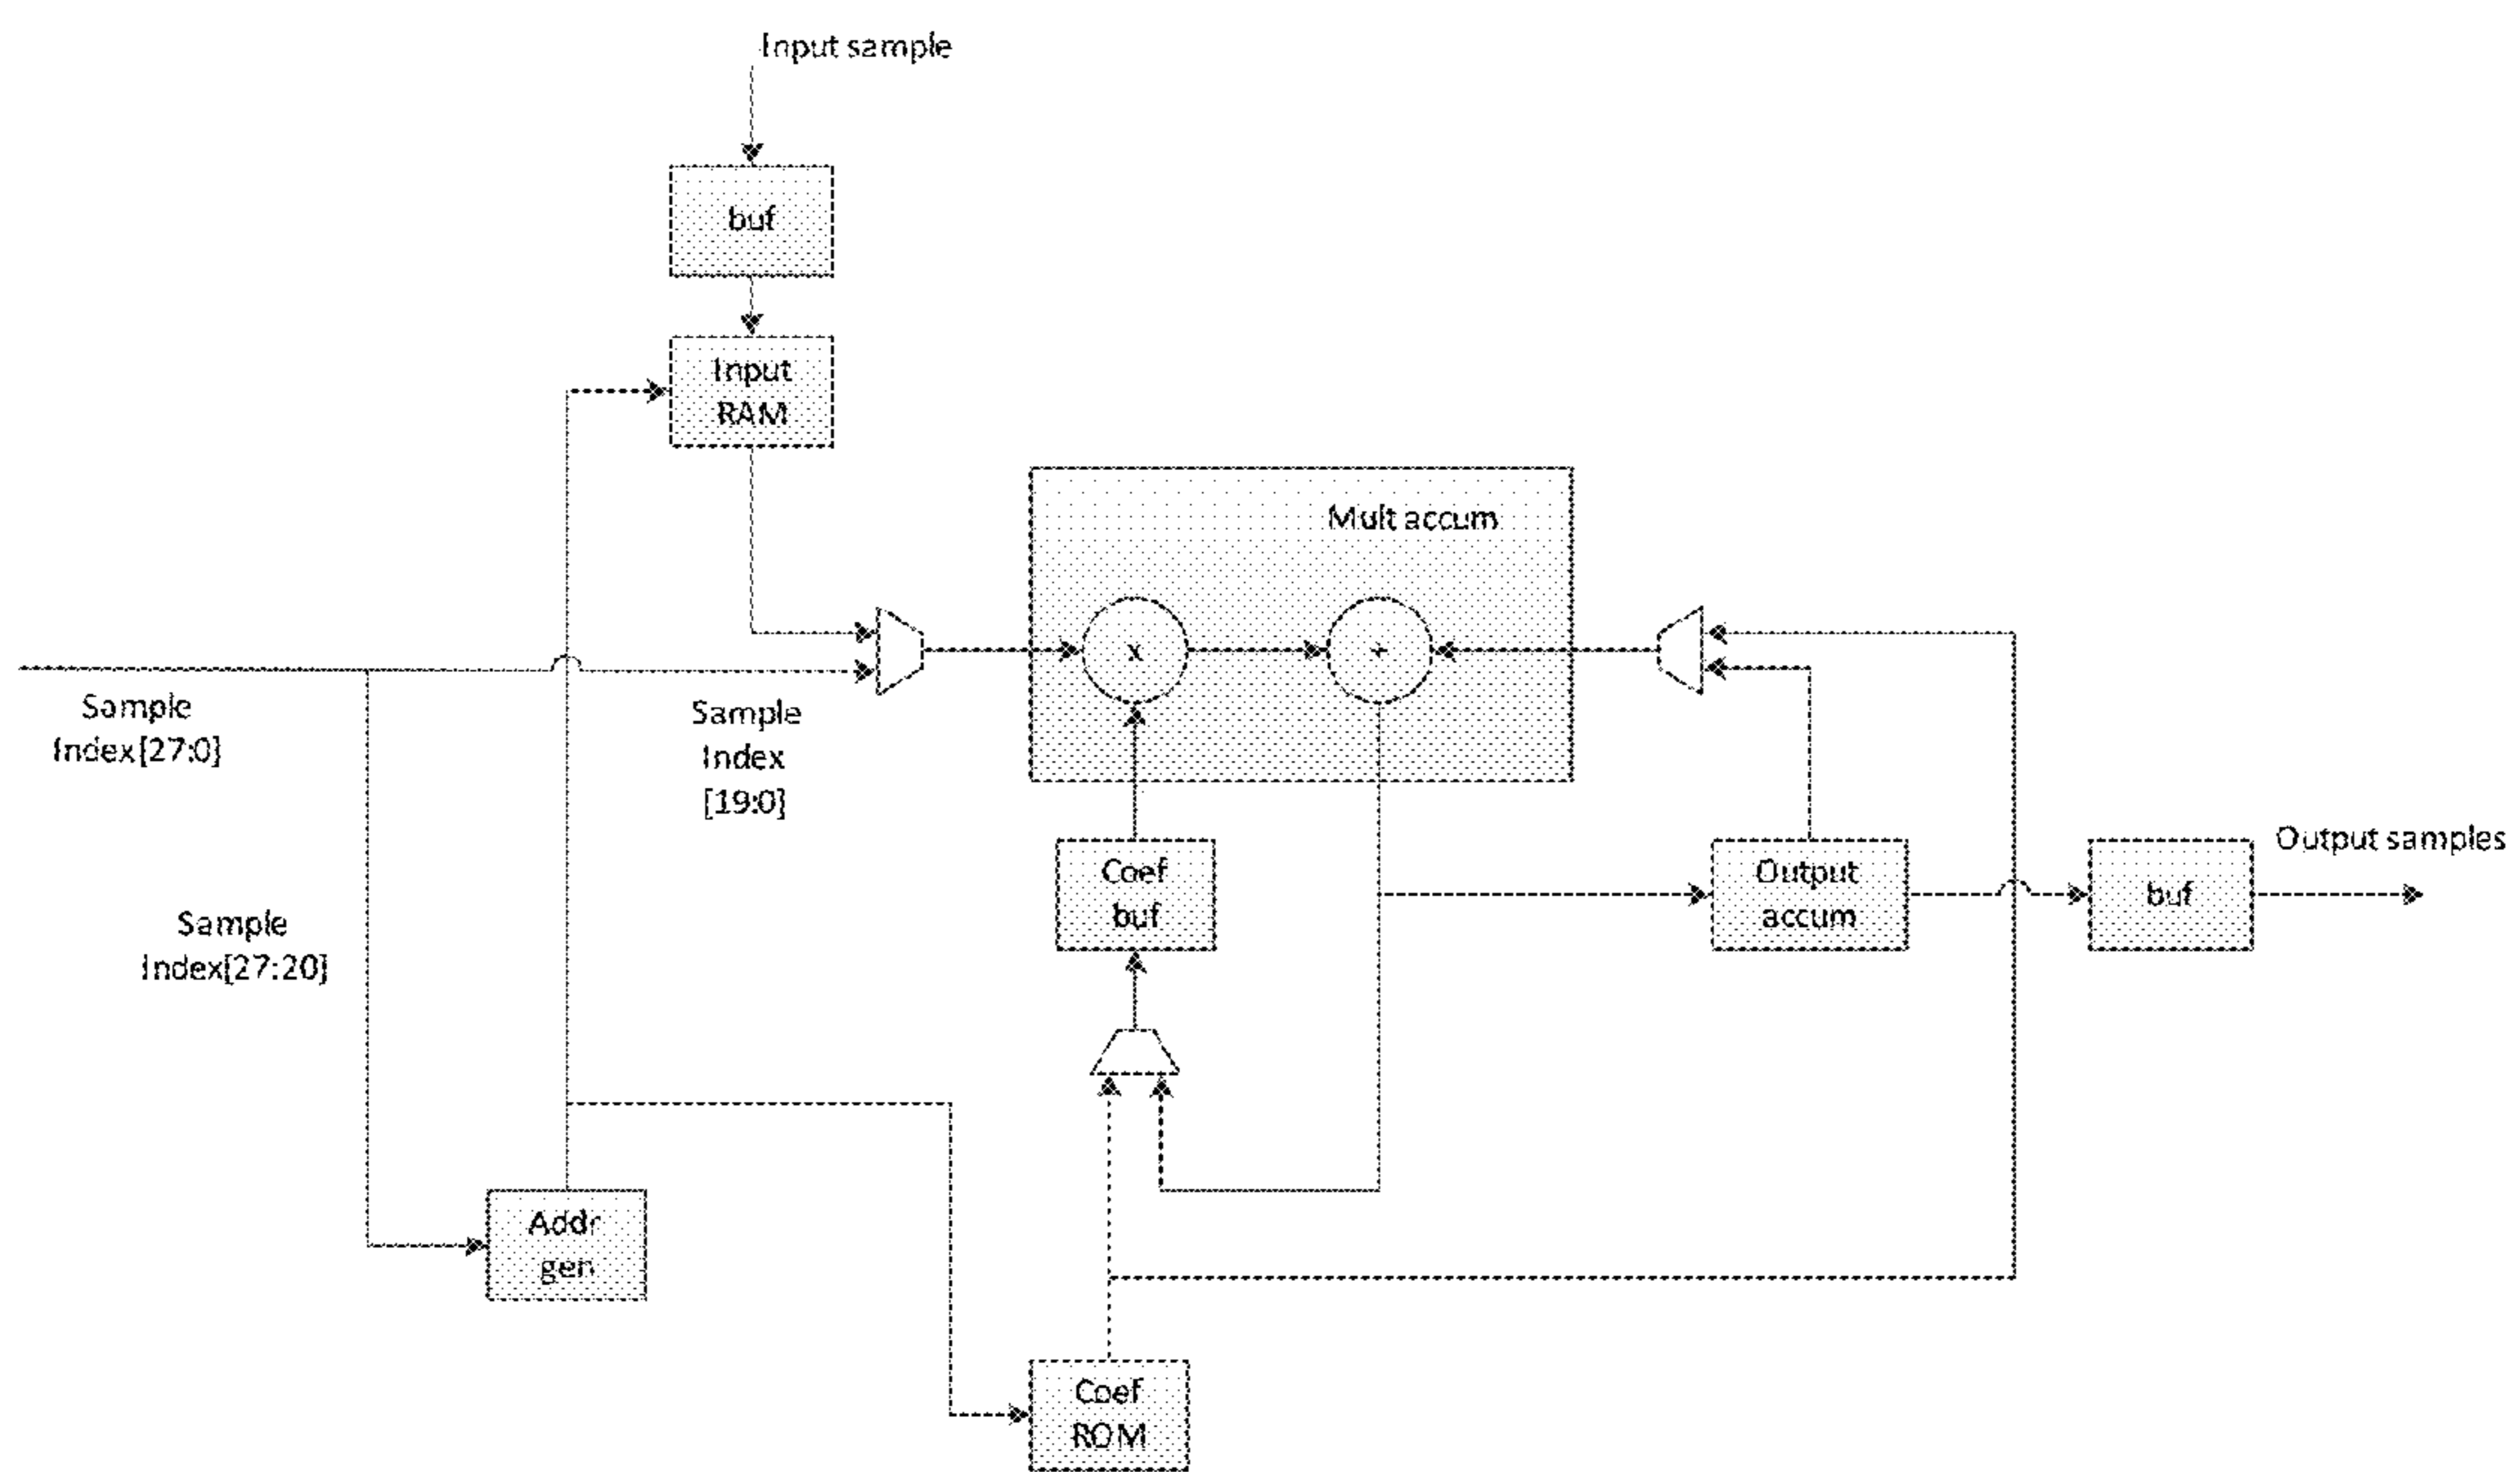 Input sample
buf
Input
RAM
Mult accum
x
+
Sample
Index[27:0]
Sample
Index
[19:0]
Sample
Index[27:20]
Coef
buf
Output
accum
buf
Output samples
Addr
gen
Coef
ROM